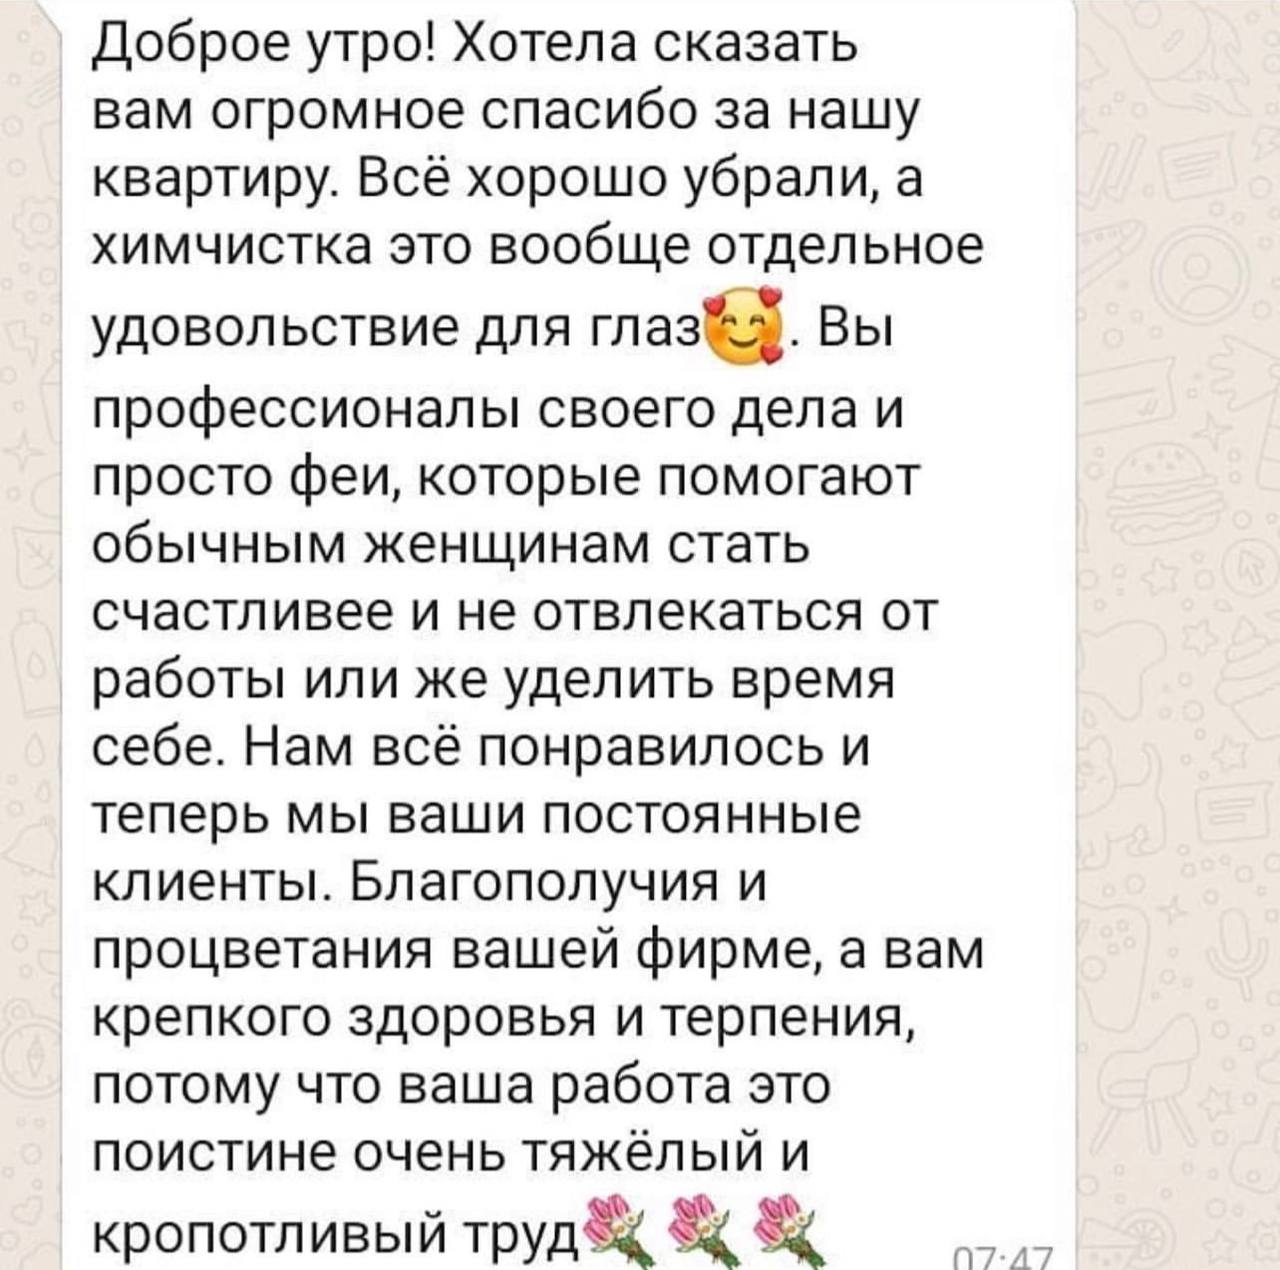 Доброе утро! Хотела сказать
вам огромное спасибо за нашу
квартиру. Всё хорошо убрали, а
химчистка это вообще отдельное
удовольствие для глаз🥰. Вы
профессионалы своего дела и
просто феи, которые помогают
обычным женщинам стать
счастливее и не отвлекаться от
работы или же уделить время
себе. Нам всё понравилось и
теперь мы ваши постоянные
клиенты. Благополучия и
процветания вашей фирме, а вам
крепкого здоровья и терпения,
потому что ваша работа это
поистине очень тяжёлый и
кропотливый труд💐💐💐
07:47